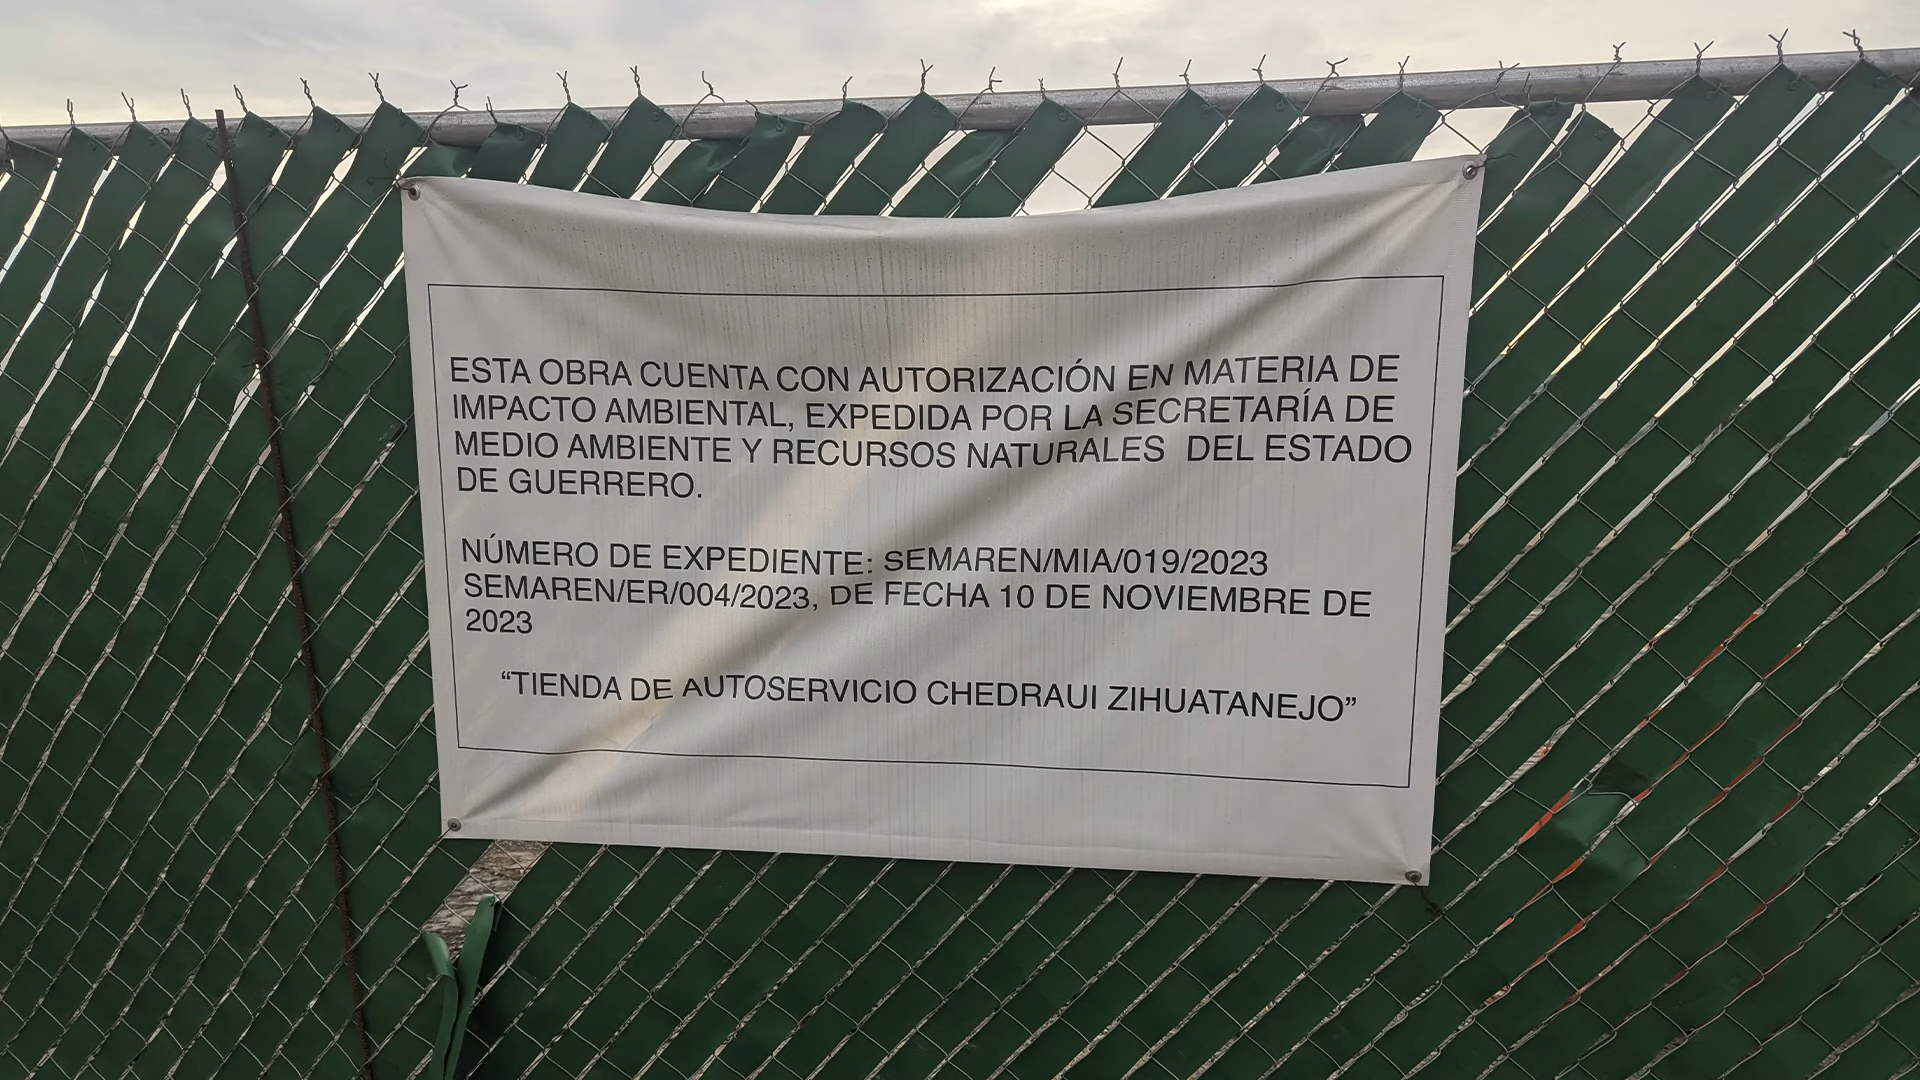 ESTA OBRA CUENTA CON AUTORIZACIÓN EN MATERIA DE
IMPACTO AMBIENTAL, EXPEDIDA POR LA SECRETARÍA DE
MEDIO AMBIENTE Y RECURSOS NATURALES DEL ESTADO
DE GUERRERO.
NÚMERO DE EXPEDIENTE: SEMAREN/MIA/019/2023
SEMAREN/ER/004/2023, DE FECHA 10 DE NOVIEMBRE DE
2023
“TIENDA DE AUTOSERVICIO CHEDRAUI ZIHUATANEJO”